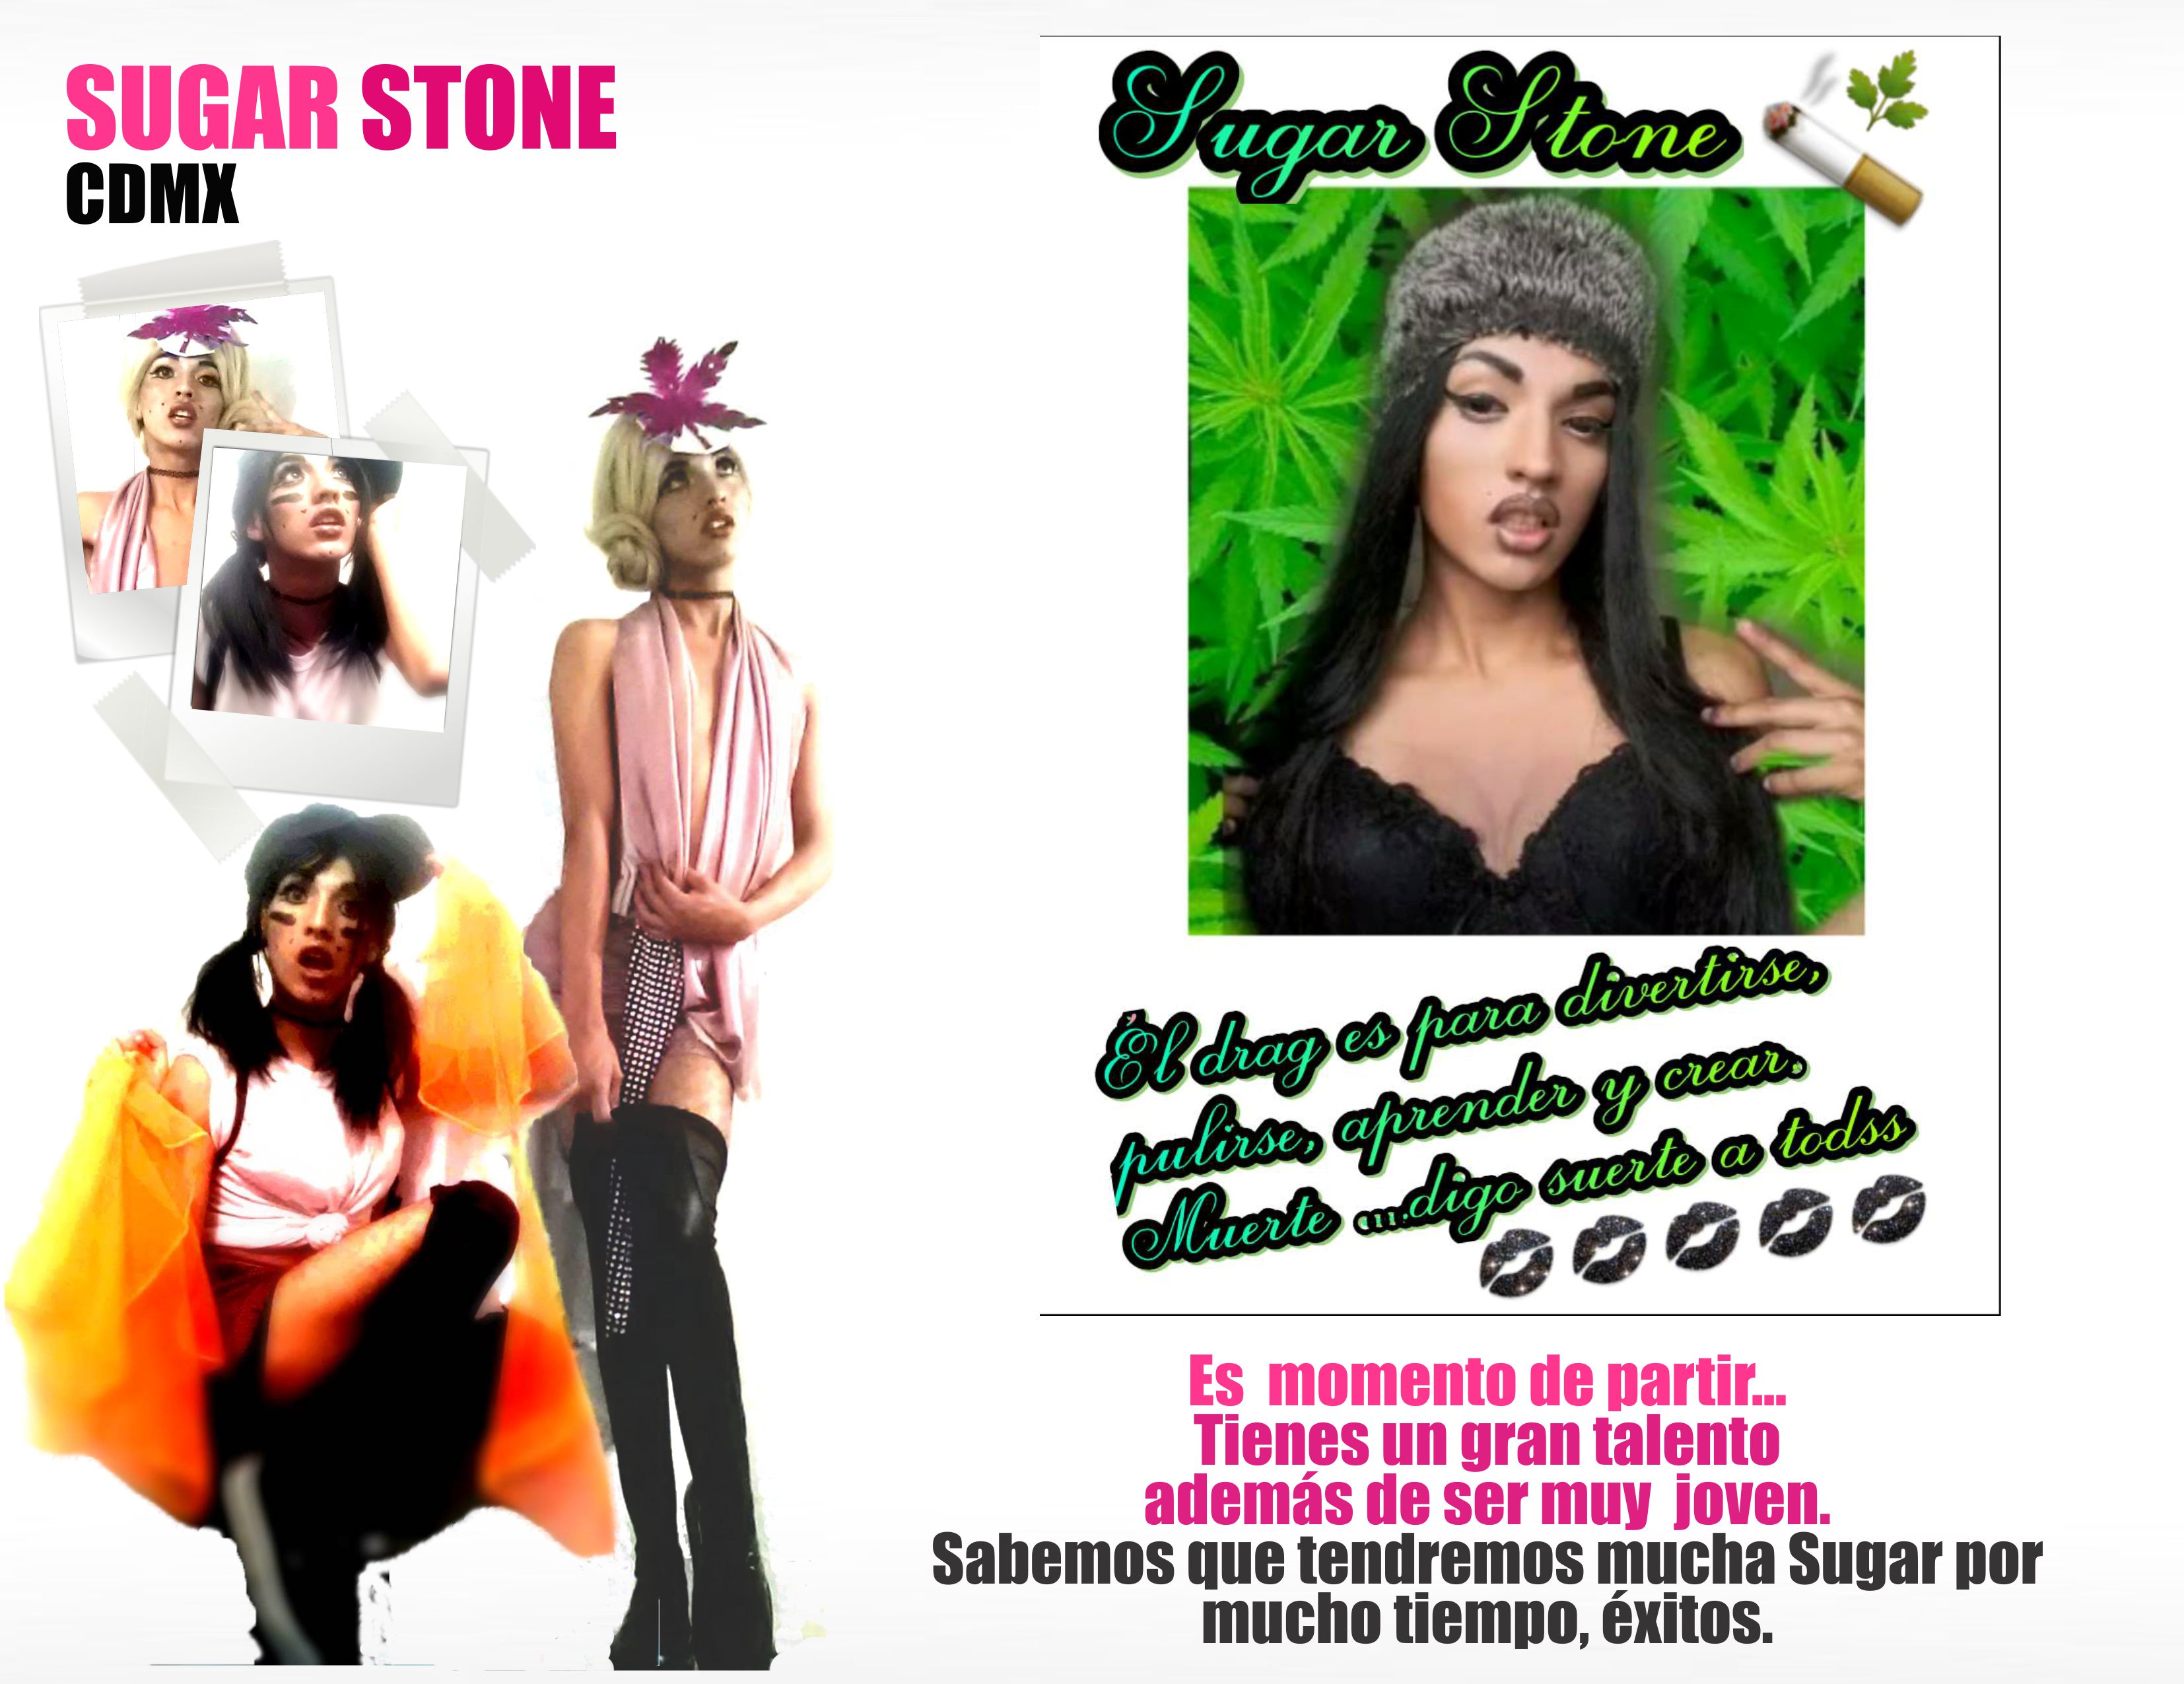 SUGAR STONE
CDMX
Sugar Stone
El drag es para divertirse,
pulirse, aprender y crear.
Muerte ....digo suerte a todss
Es momento de partir...
Tienes un gran talento
además de ser muy joven.
Sabemos que tendremos mucha Sugar por
mucho tiempo, éxitos.